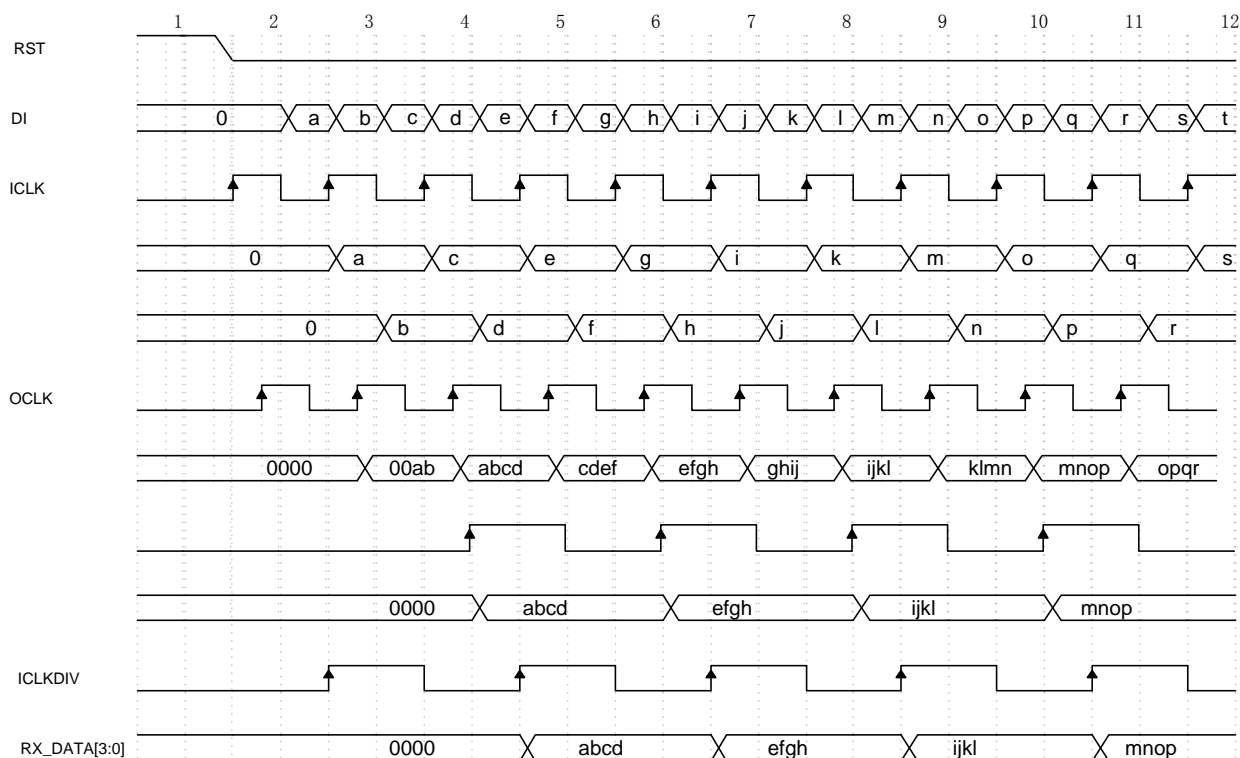 1 2 3 4 5 6 7 8 9 10 11 12
RST
DI 0 a b c d e f g h i j k l m n o p q r s t
ICLK
0 a c e g i k m o q s
0 b d f h j l n p r
OCLK
0000 00ab abcd cdef efgh ghij ijkl klmn mnop opqr
0000 abcd efgh ijkl mnop
ICLKDIV
RX_DATA[3:0] 0000 abcd efgh ijkl mnop